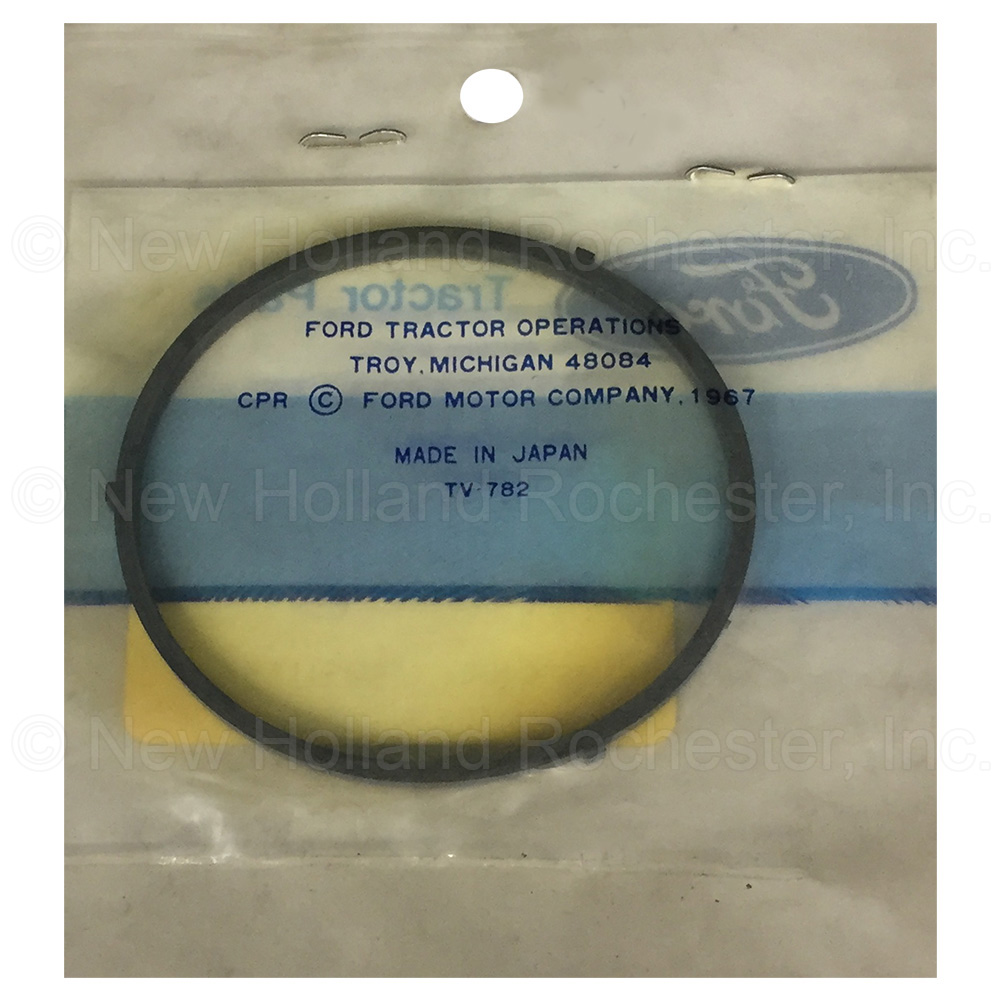 © New Holland Rochester, Inc.
Tractor Parts Ford
FORD TRACTOR OPERATIONS
TROY, MICHIGAN 48084
CPR © FORD MOTOR COMPANY, 1967
MADE IN JAPAN
TV-782
© New Holland Rochester, Inc.
© New Holland Rochester, Inc.